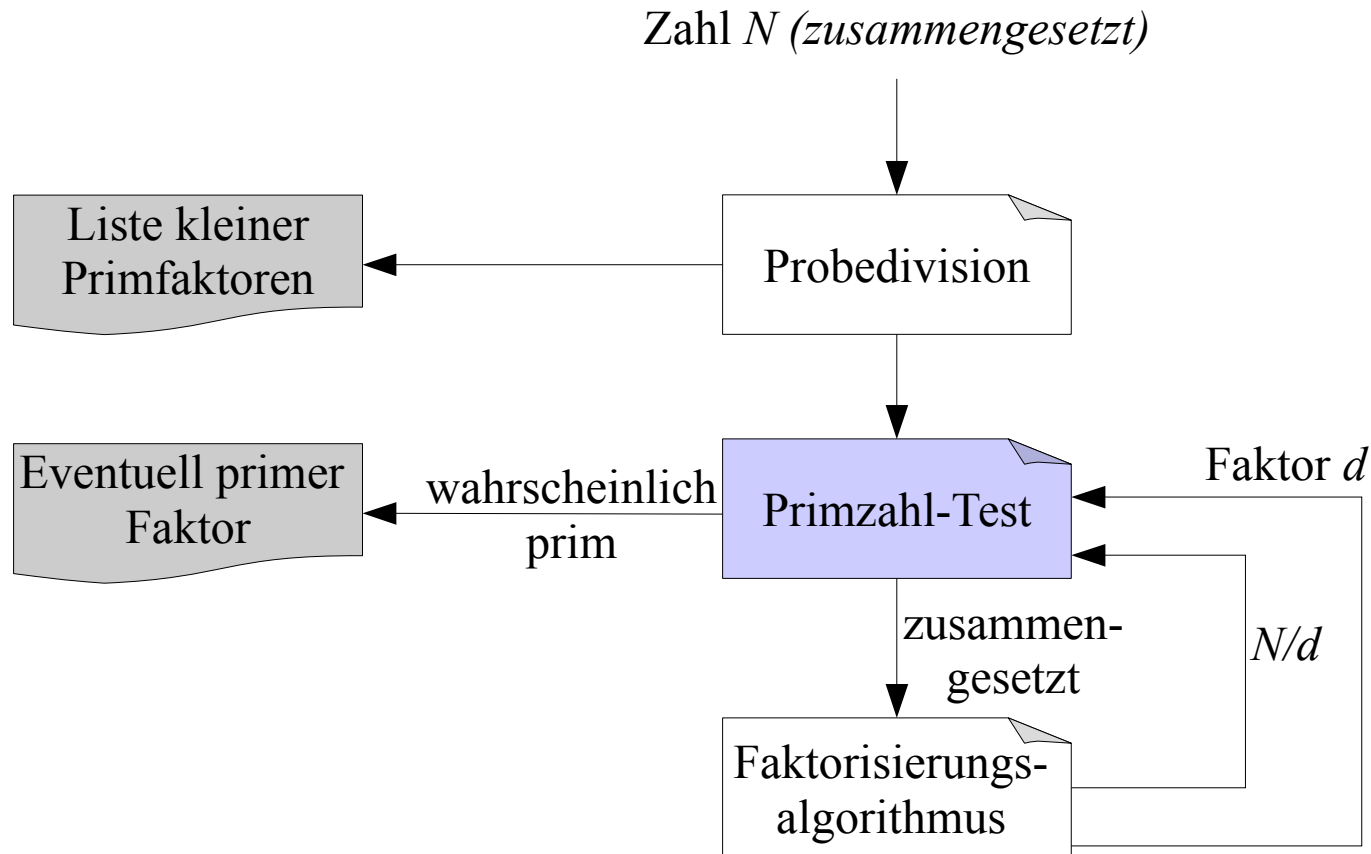 Zahl N (zusammengesetzt)
Liste kleiner
Primfaktoren
Probedivision
Eventuell primer
Faktor
wahrscheinlich
prim
Primzahl-Test
Faktor d
zusammen-
gesetzt
N/d
Faktorisierungs-
algorithmus